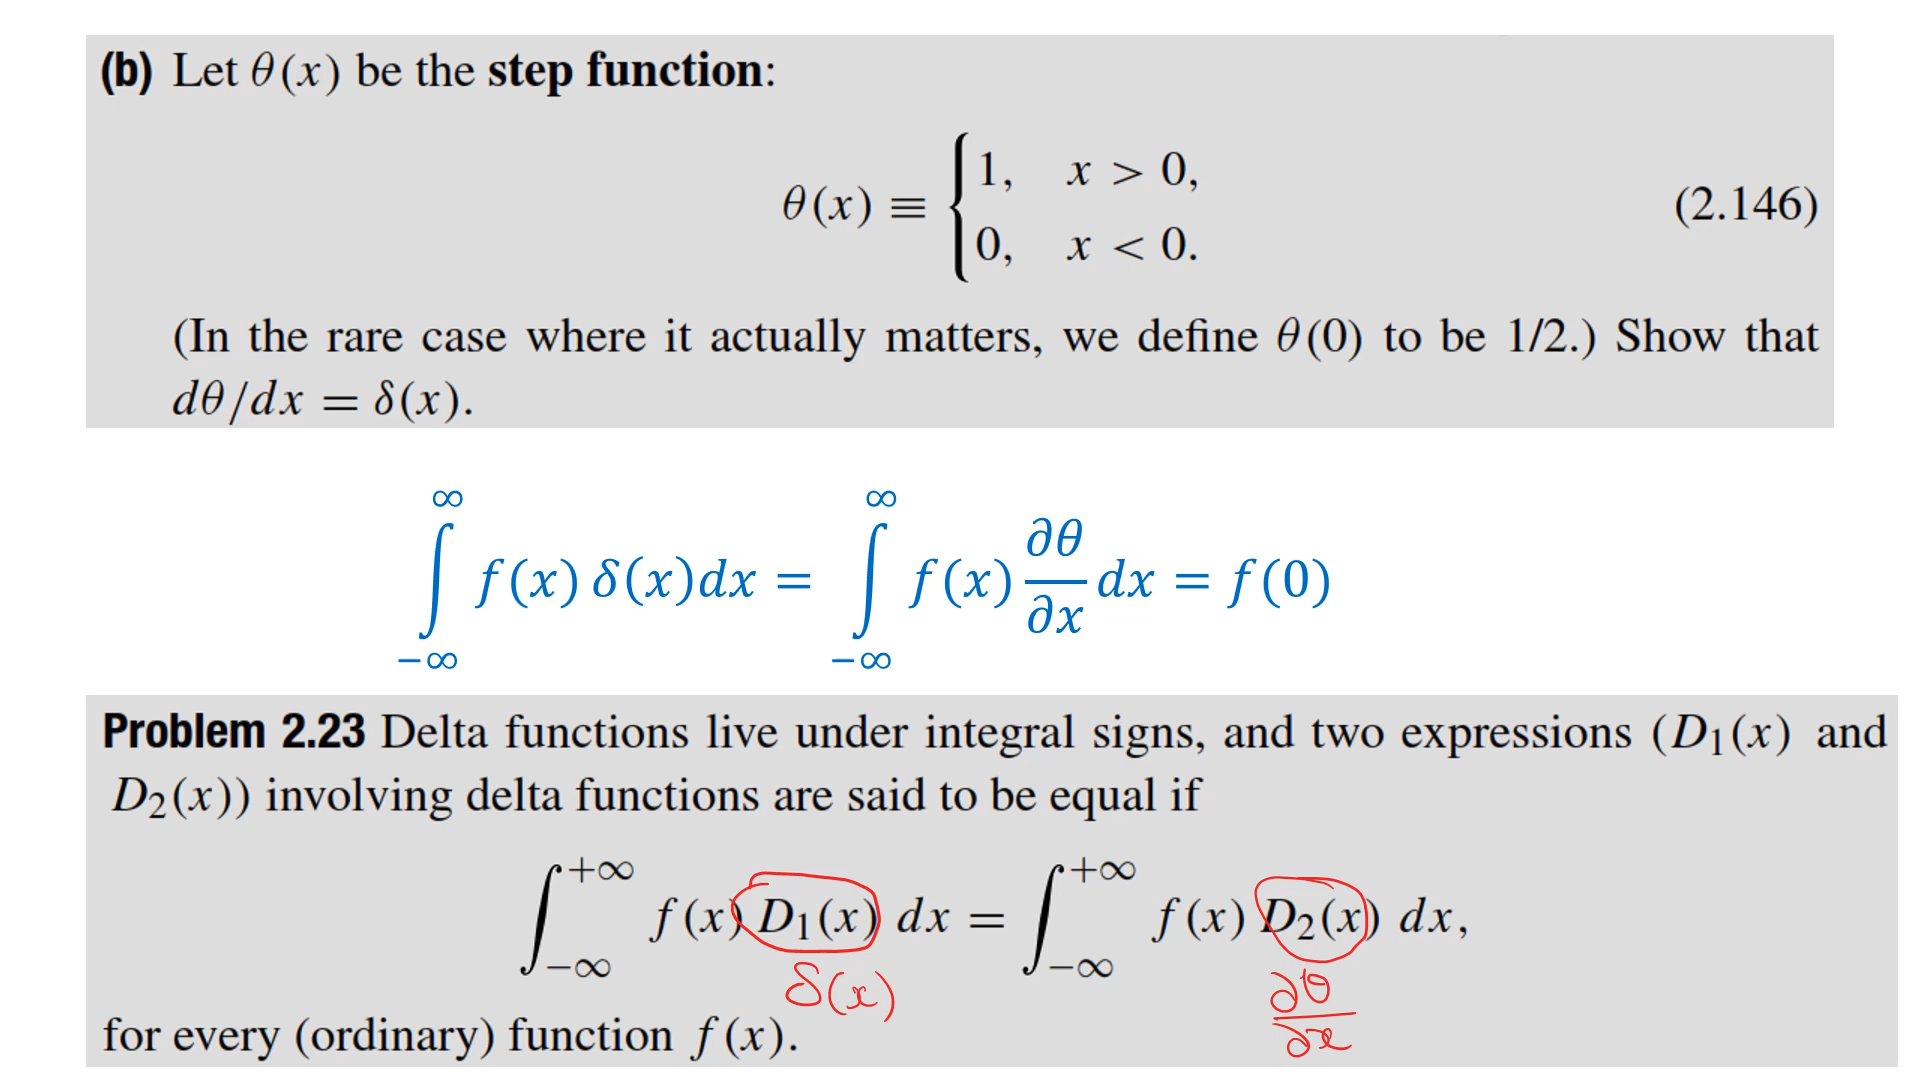 (b) Let θ(x) be the step function:
θ(x) ≡ { 1, x > 0,
0, x < 0. (2.146)
(In the rare case where it actually matters, we define θ(0) to be 1/2.) Show that
dθ/dx = δ(x).
∫_{-∞}^{∞} f(x) δ(x)dx = ∫_{-∞}^{∞} f(x) ∂θ/∂x dx = f(0)
Problem 2.23 Delta functions live under integral signs, and two expressions (D₁(x) and
D₂(x)) involving delta functions are said to be equal if
∫_{-∞}^{+∞} f(x) D₁(x) dx = ∫_{-∞}^{+∞} f(x) D₂(x) dx,
δ(x) ∂θ/∂x
for every (ordinary) function f(x).